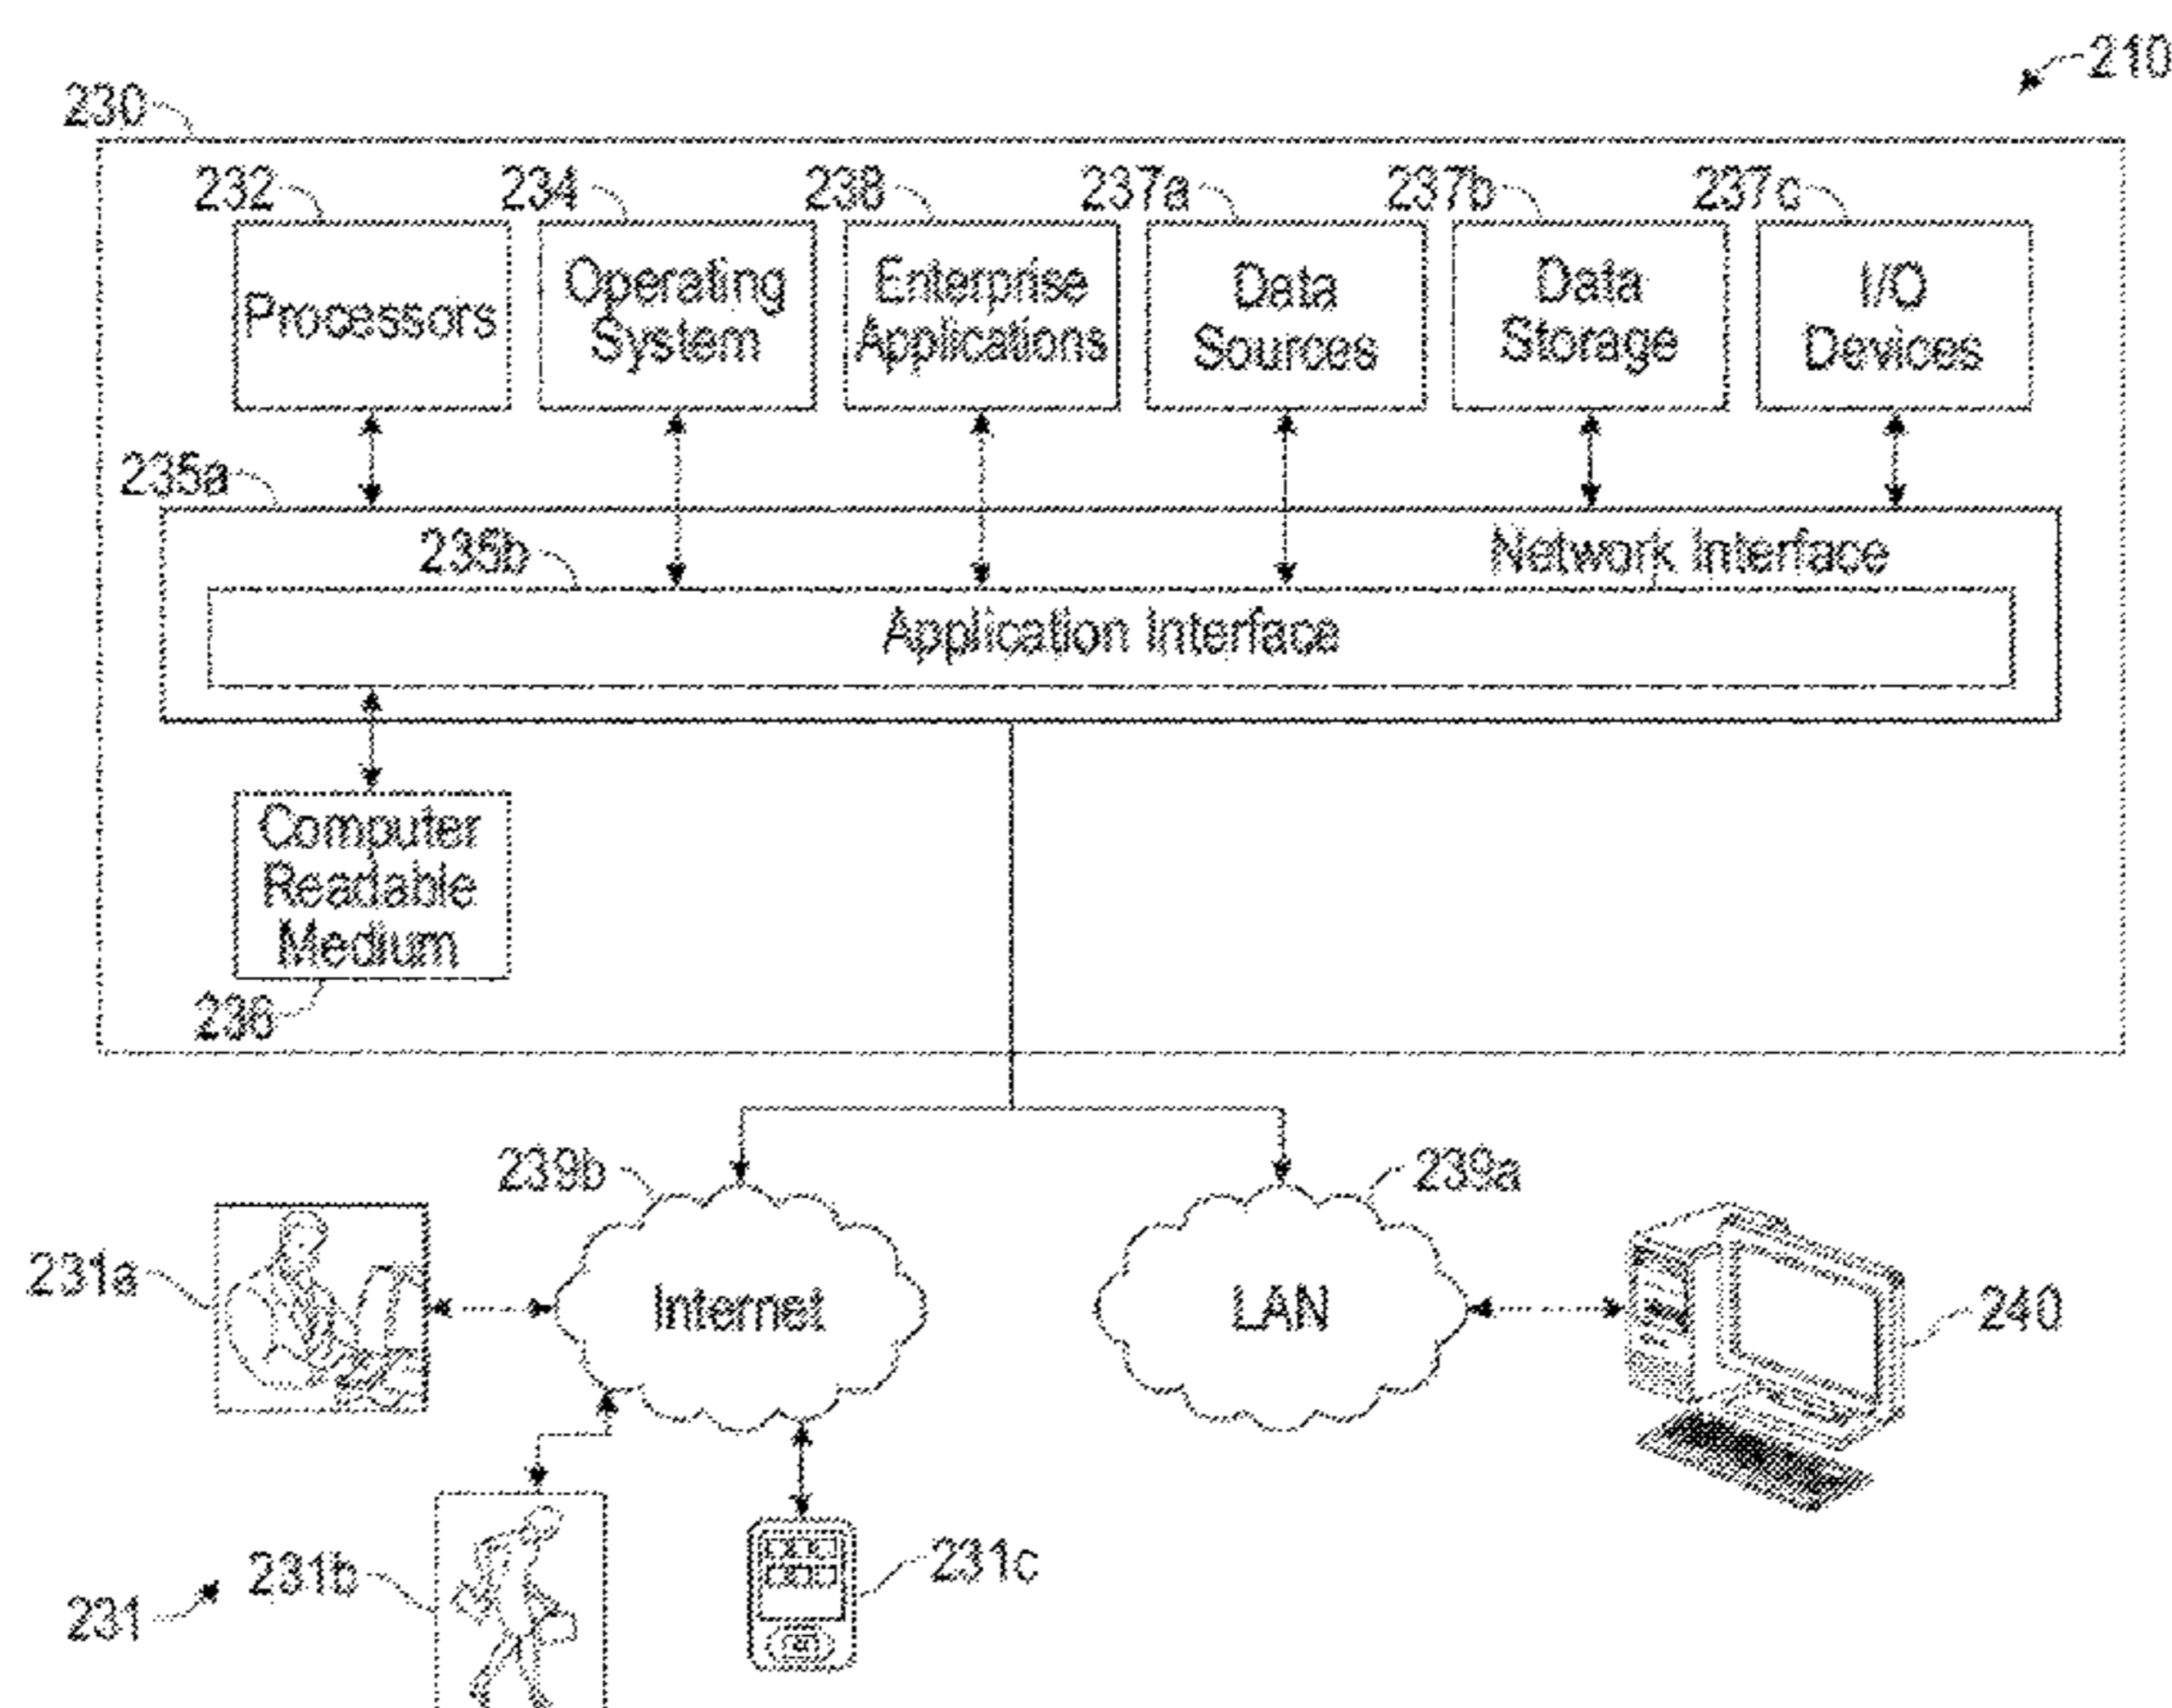 210
230
232
234
238
237a
237b
237c
Processors
Operating
System
Enterprise
Applications
Data
Sources
Data
Storage
I/O
Devices
235a
235b
Network Interface
Application Interface
Computer
Readable
Medium
236
239b
239a
231a
Internet
LAN
240
231b
231c
231